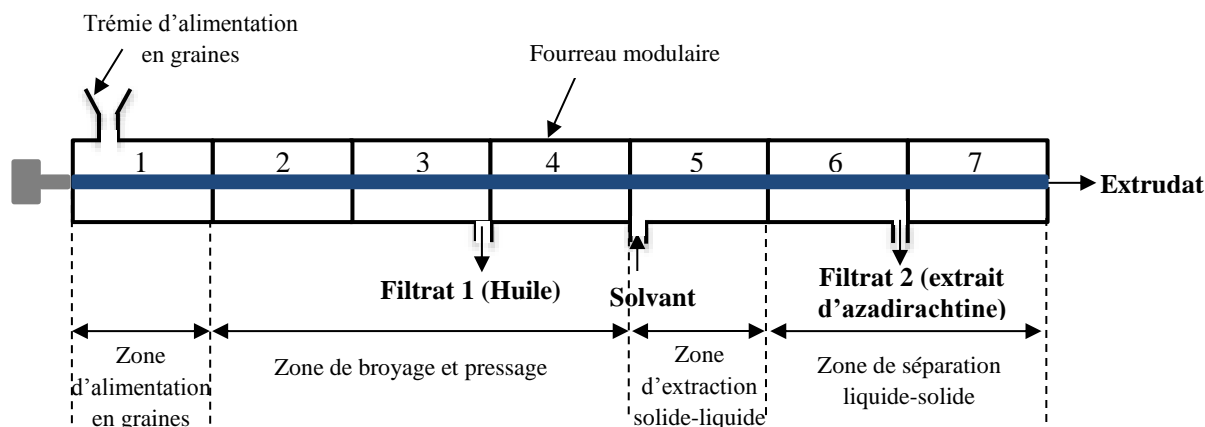 Trémie d’alimentation
en graines
Fourreau modulaire
1
2
3
4
5
6
7
Extrudat
Filtrat 1 (Huile)
Solvant
Filtrat 2 (extrait
d’azadirachtine)
Zone
d’alimentation
en graines
Zone de broyage et pressage
Zone
d’extraction
solide-liquide
Zone de séparation
liquide-solide